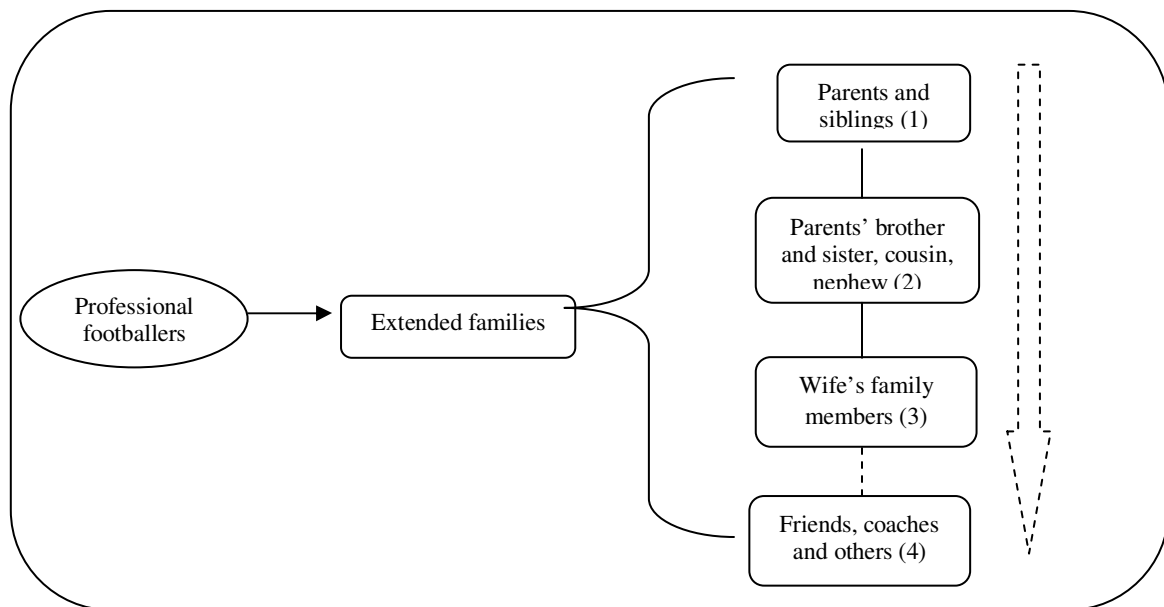 Parents and
siblings (1)
Parents’ brother
and sister, cousin,
nephew (2)
Professional
footballers
Extended families
Wife’s family
members (3)
Friends, coaches
and others (4)